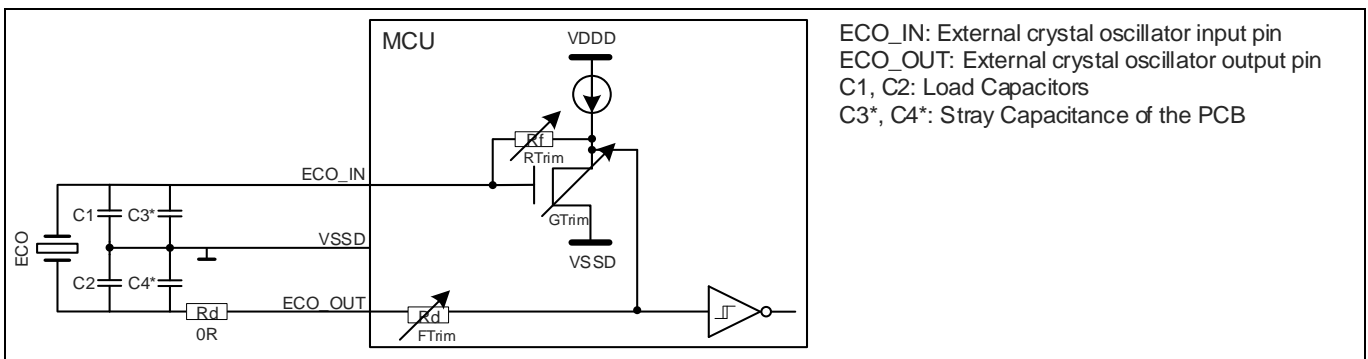 MCU
VDDD
Rf
RTrim
ECO_IN
GTrim
C1
C3*
VSSD
VSSD
ECO
C2
C4*
Rd
0R
ECO_OUT
Rd
FTrim
ECO_IN: External crystal oscillator input pin
ECO_OUT: External crystal oscillator output pin
C1, C2: Load Capacitors
C3*, C4*: Stray Capacitance of the PCB